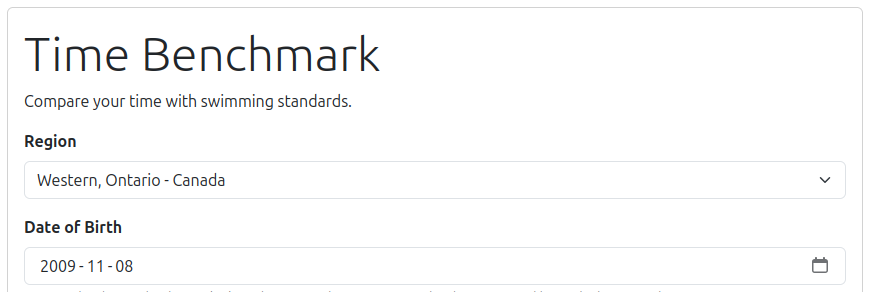 Time Benchmark
Compare your time with swimming standards.
Region
Western, Ontario - Canada
Date of Birth
2009 - 11 - 08